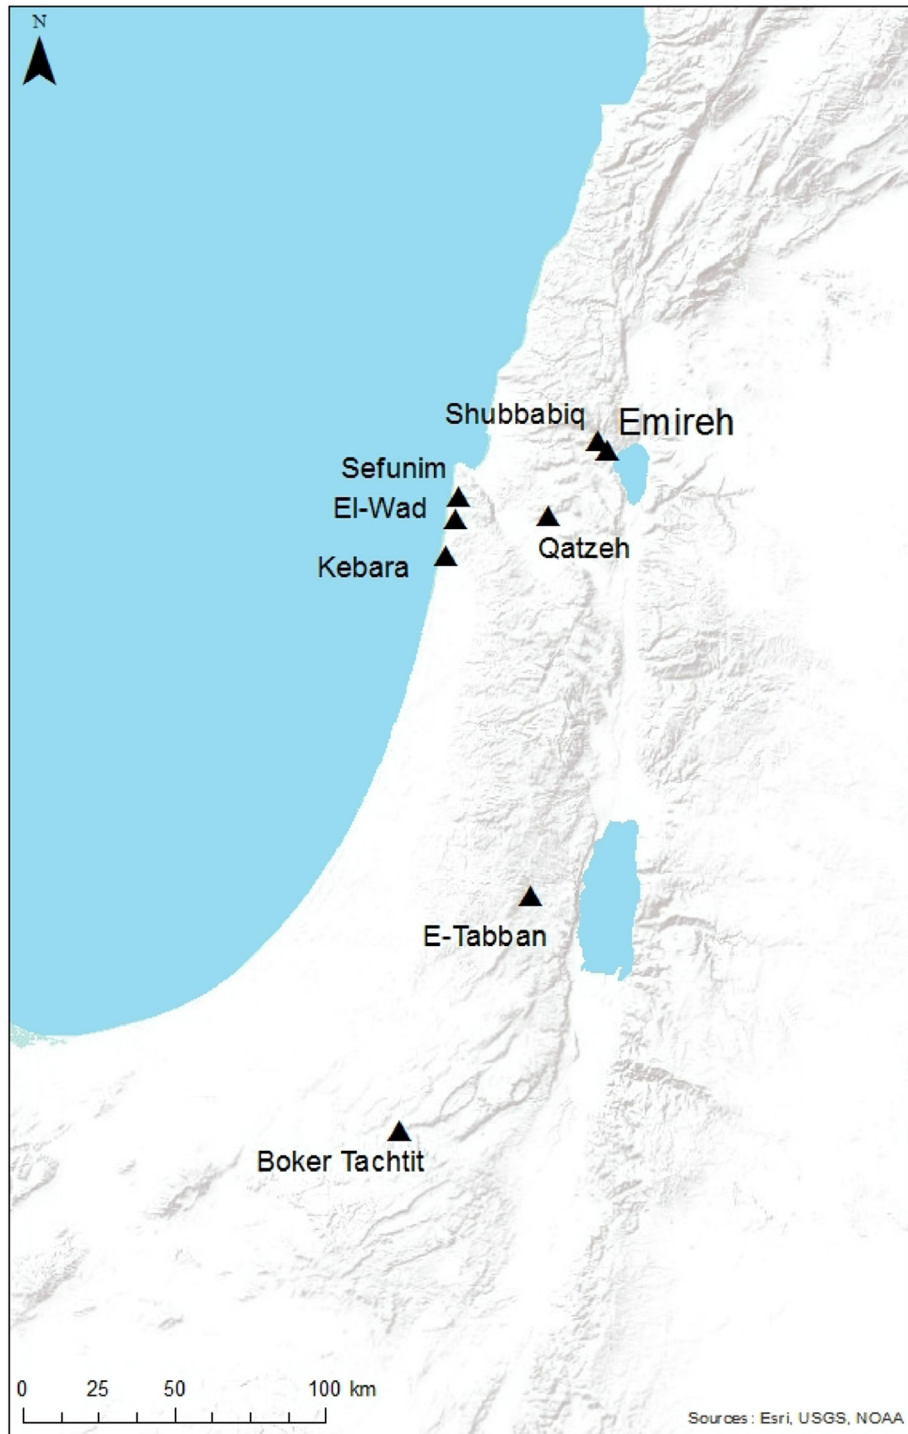 N
Shubbabiq
Emireh
Sefunim
El-Wad
Qatzeh
Kebara
E-Tabban
Boker Tachtit
0 25 50 100 km
Sources: Esri, USGS, NOAA